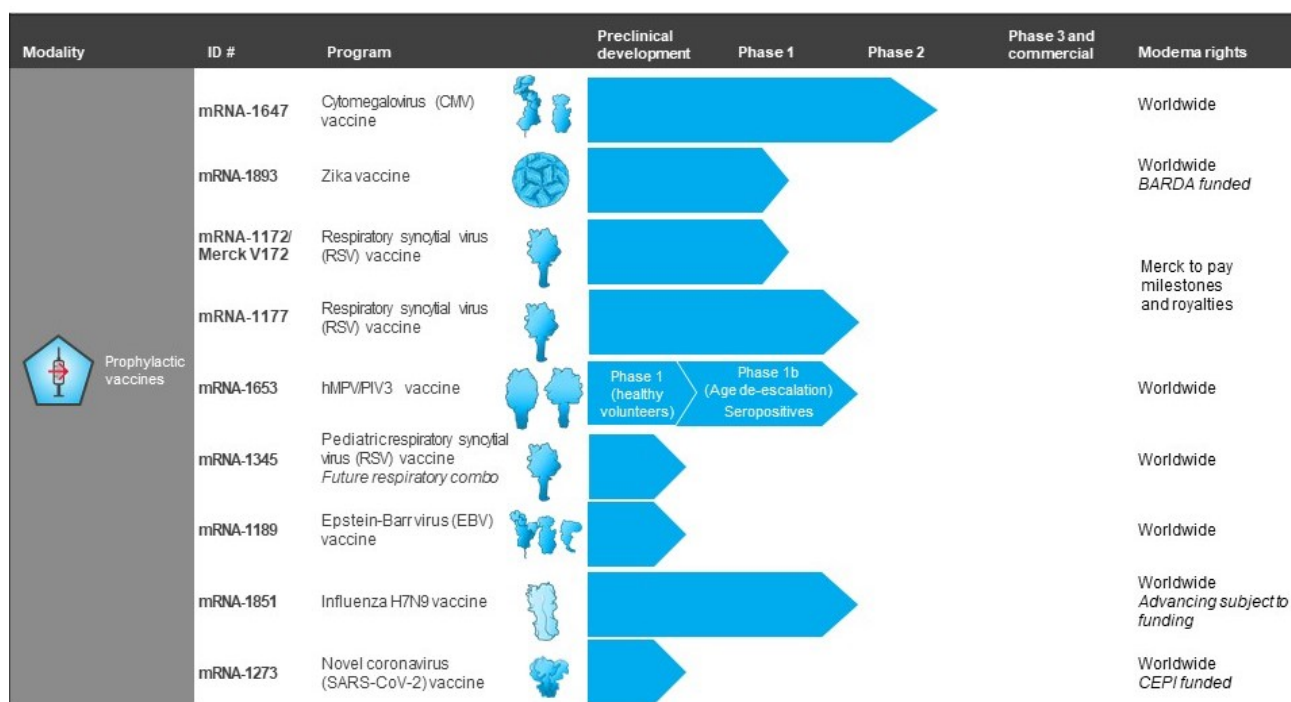 Modality
ID #
Program
Preclinical
development
Phase 1
Phase 2
Phase 3 and
commercial
Moderna rights
Prophylactic
vaccines
mRNA-1647
Cytomegalovirus (CMV)
vaccine
Worldwide
mRNA-1893
Zika vaccine
Worldwide
BARDA funded
mRNA-1172/
Merck V172
Respiratory syncytial virus
(RSV) vaccine
Merck to pay
milestones
and royalties
mRNA-1177
Respiratory syncytial virus
(RSV) vaccine
mRNA-1653
hMPV/PIV3 vaccine
Phase 1
(healthy
volunteers)
Phase 1b
(Age de-escalation)
Seropositives
Worldwide
mRNA-1345
Pediatric respiratory syncytial
virus (RSV) vaccine
Future respiratory combo
Worldwide
mRNA-1189
Epstein-Barr virus (EBV)
vaccine
Worldwide
mRNA-1851
Influenza H7N9 vaccine
Worldwide
Advancing subject to
funding
mRNA-1273
Novel coronavirus
(SARS-CoV-2) vaccine
Worldwide
CEPI funded